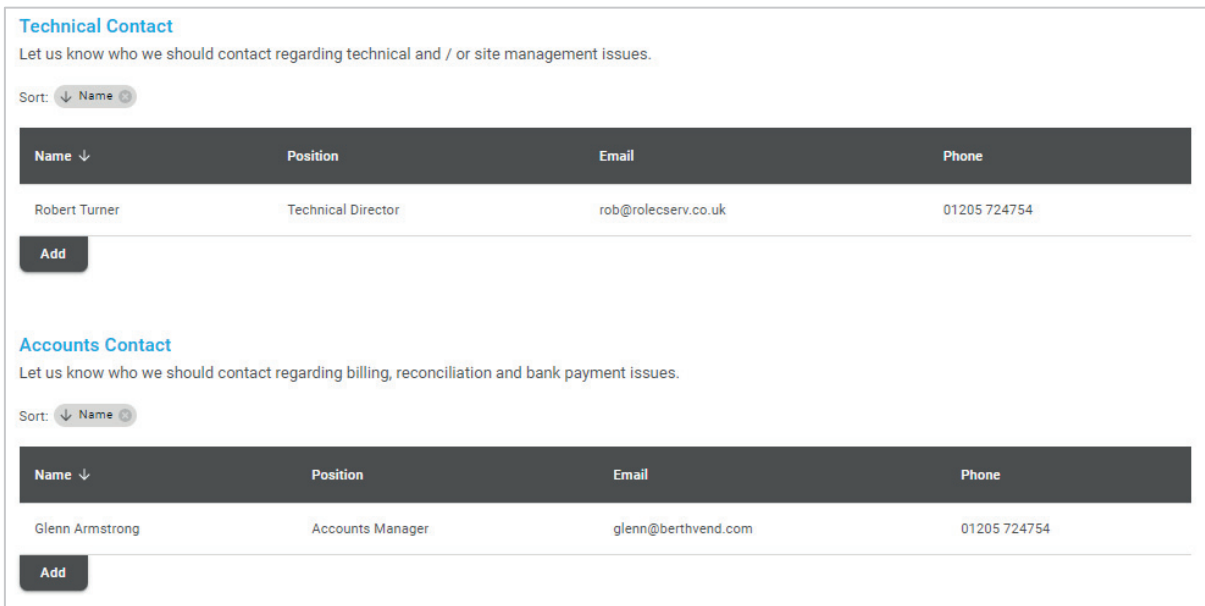 Technical Contact
Let us know who we should contact regarding technical and / or site management issues.
Sort: ↓ Name
Name ↓ Position Email Phone
Robert Turner Technical Director rob@rolecserv.co.uk 01205 724754
Add
Accounts Contact
Let us know who we should contact regarding billing, reconciliation and bank payment issues.
Sort: ↓ Name
Name ↓ Position Email Phone
Glenn Armstrong Accounts Manager glenn@berthvend.com 01205 724754
Add